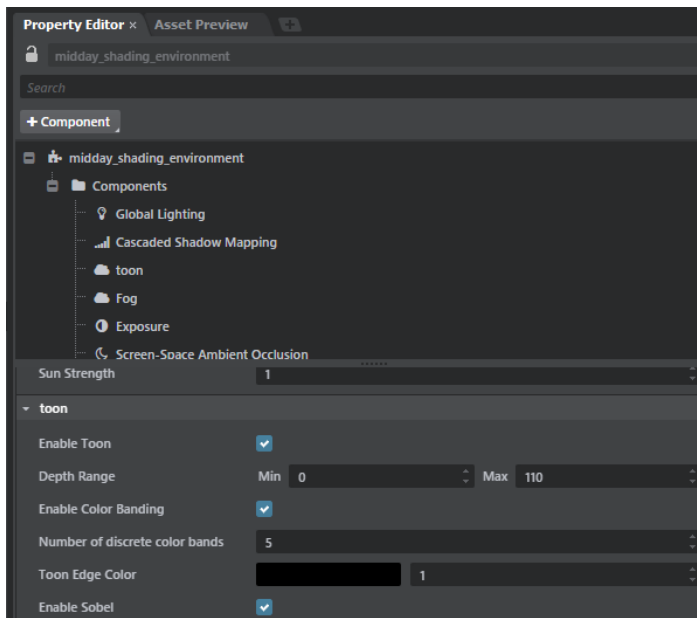 Property Editor × Asset Preview
midday_shading_environment
Search
+ Component
midday_shading_environment
Components
Global Lighting
Cascaded Shadow Mapping
toon
Fog
Exposure
Screen-Space Ambient Occlusion
Sun Strength 1
toon
Enable Toon
Depth Range Min 0 Max 110
Enable Color Banding
Number of discrete color bands 5
Toon Edge Color 1
Enable Sobel